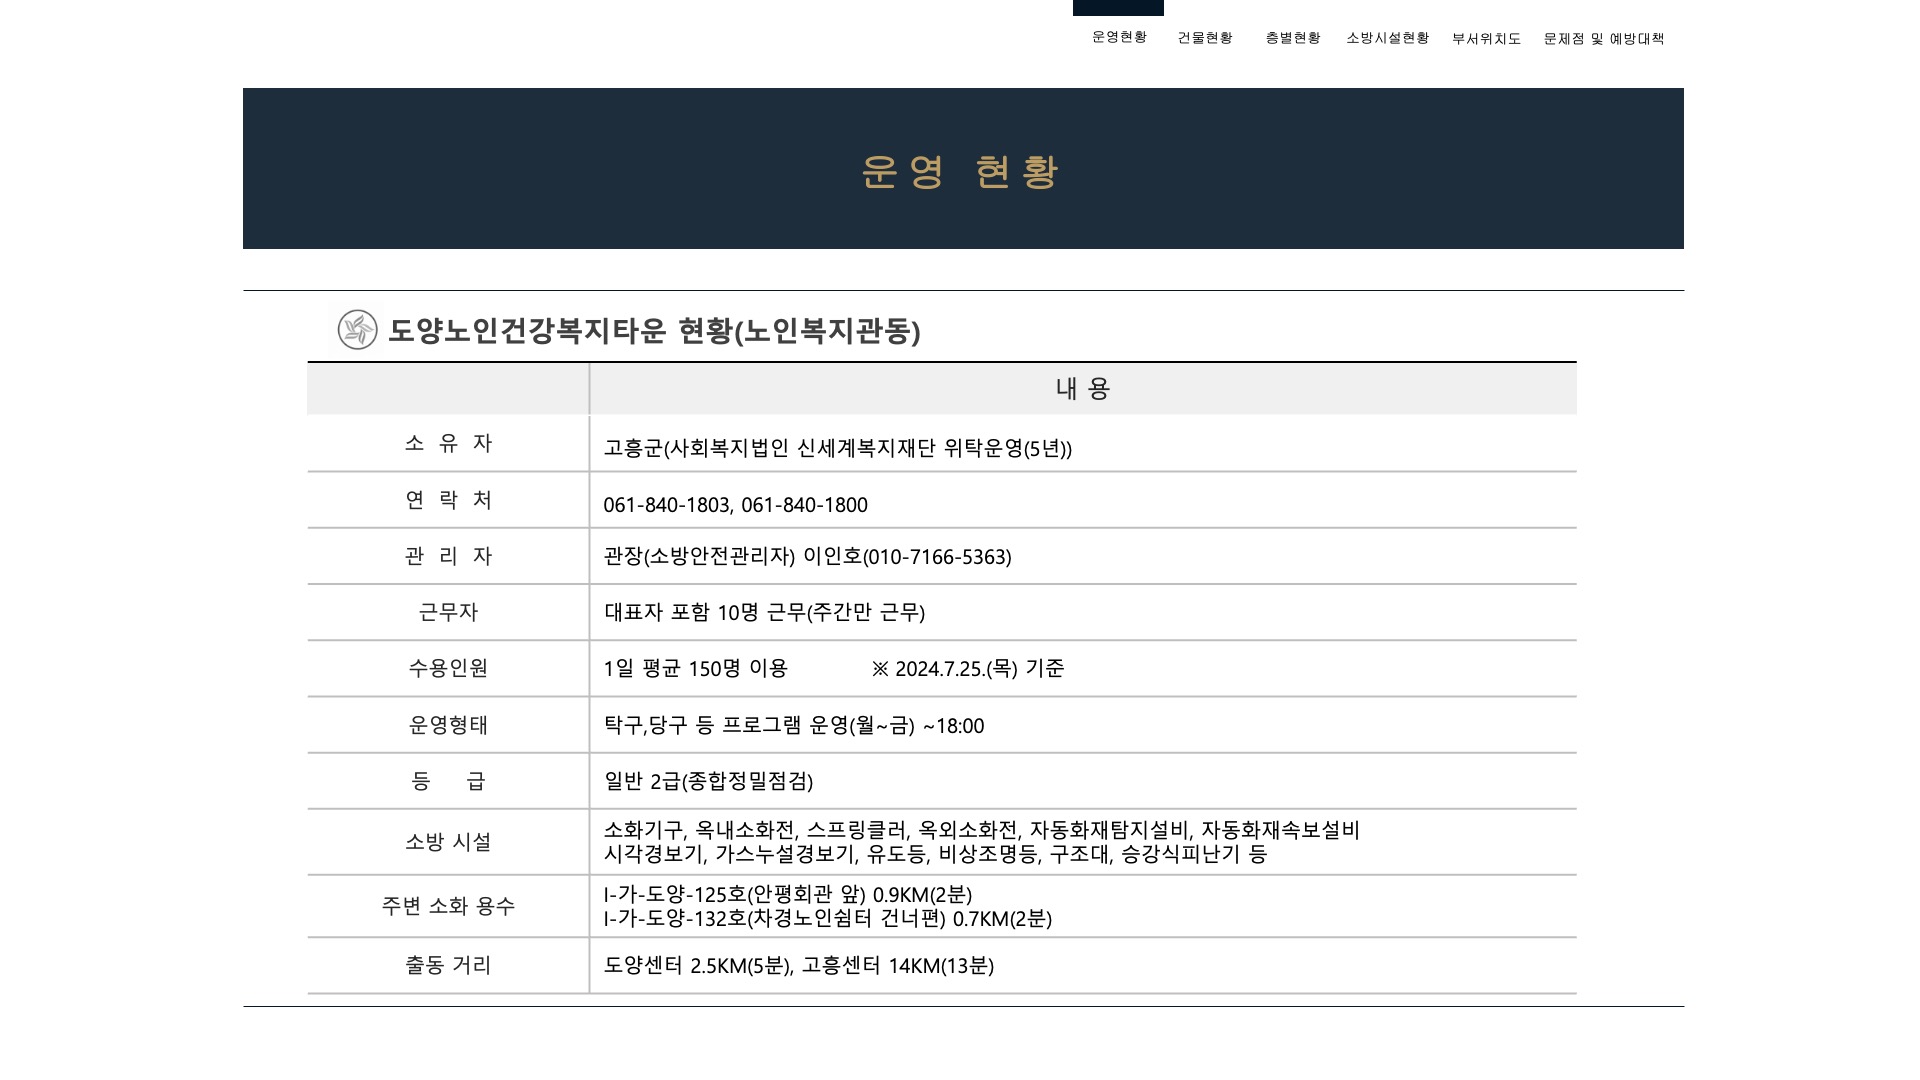 운영현황 건물현황 층별현황 소방시설현황 부서위치도 문제점 및 예방대책
운영 현황
도양노인건강복지타운 현황(노인복지관동)
내 용
소 유 자 고흥군(사회복지법인 신세계복지재단 위탁운영(5년))
연 락 처 061-840-1803, 061-840-1800
관 리 자 관장(소방안전관리자) 이인호(010-7166-5363)
근무자 대표자 포함 10명 근무(주간만 근무)
수용인원 1일 평균 150명 이용 ※ 2024.7.25.(목) 기준
운영형태 탁구,당구 등 프로그램 운영(월~금) ~18:00
등 급 일반 2급(종합정밀점검)
소방 시설 소화기구, 옥내소화전, 스프링클러, 옥외소화전, 자동화재탐지설비, 자동화재속보설비
시각경보기, 가스누설경보기, 유도등, 비상조명등, 구조대, 승강식피난기 등
주변 소화 용수 I-가-도양-125호(안평회관 앞) 0.9KM(2분)
I-가-도양-132호(차경노인쉼터 건너편) 0.7KM(2분)
출동 거리 도양센터 2.5KM(5분), 고흥센터 14KM(13분)